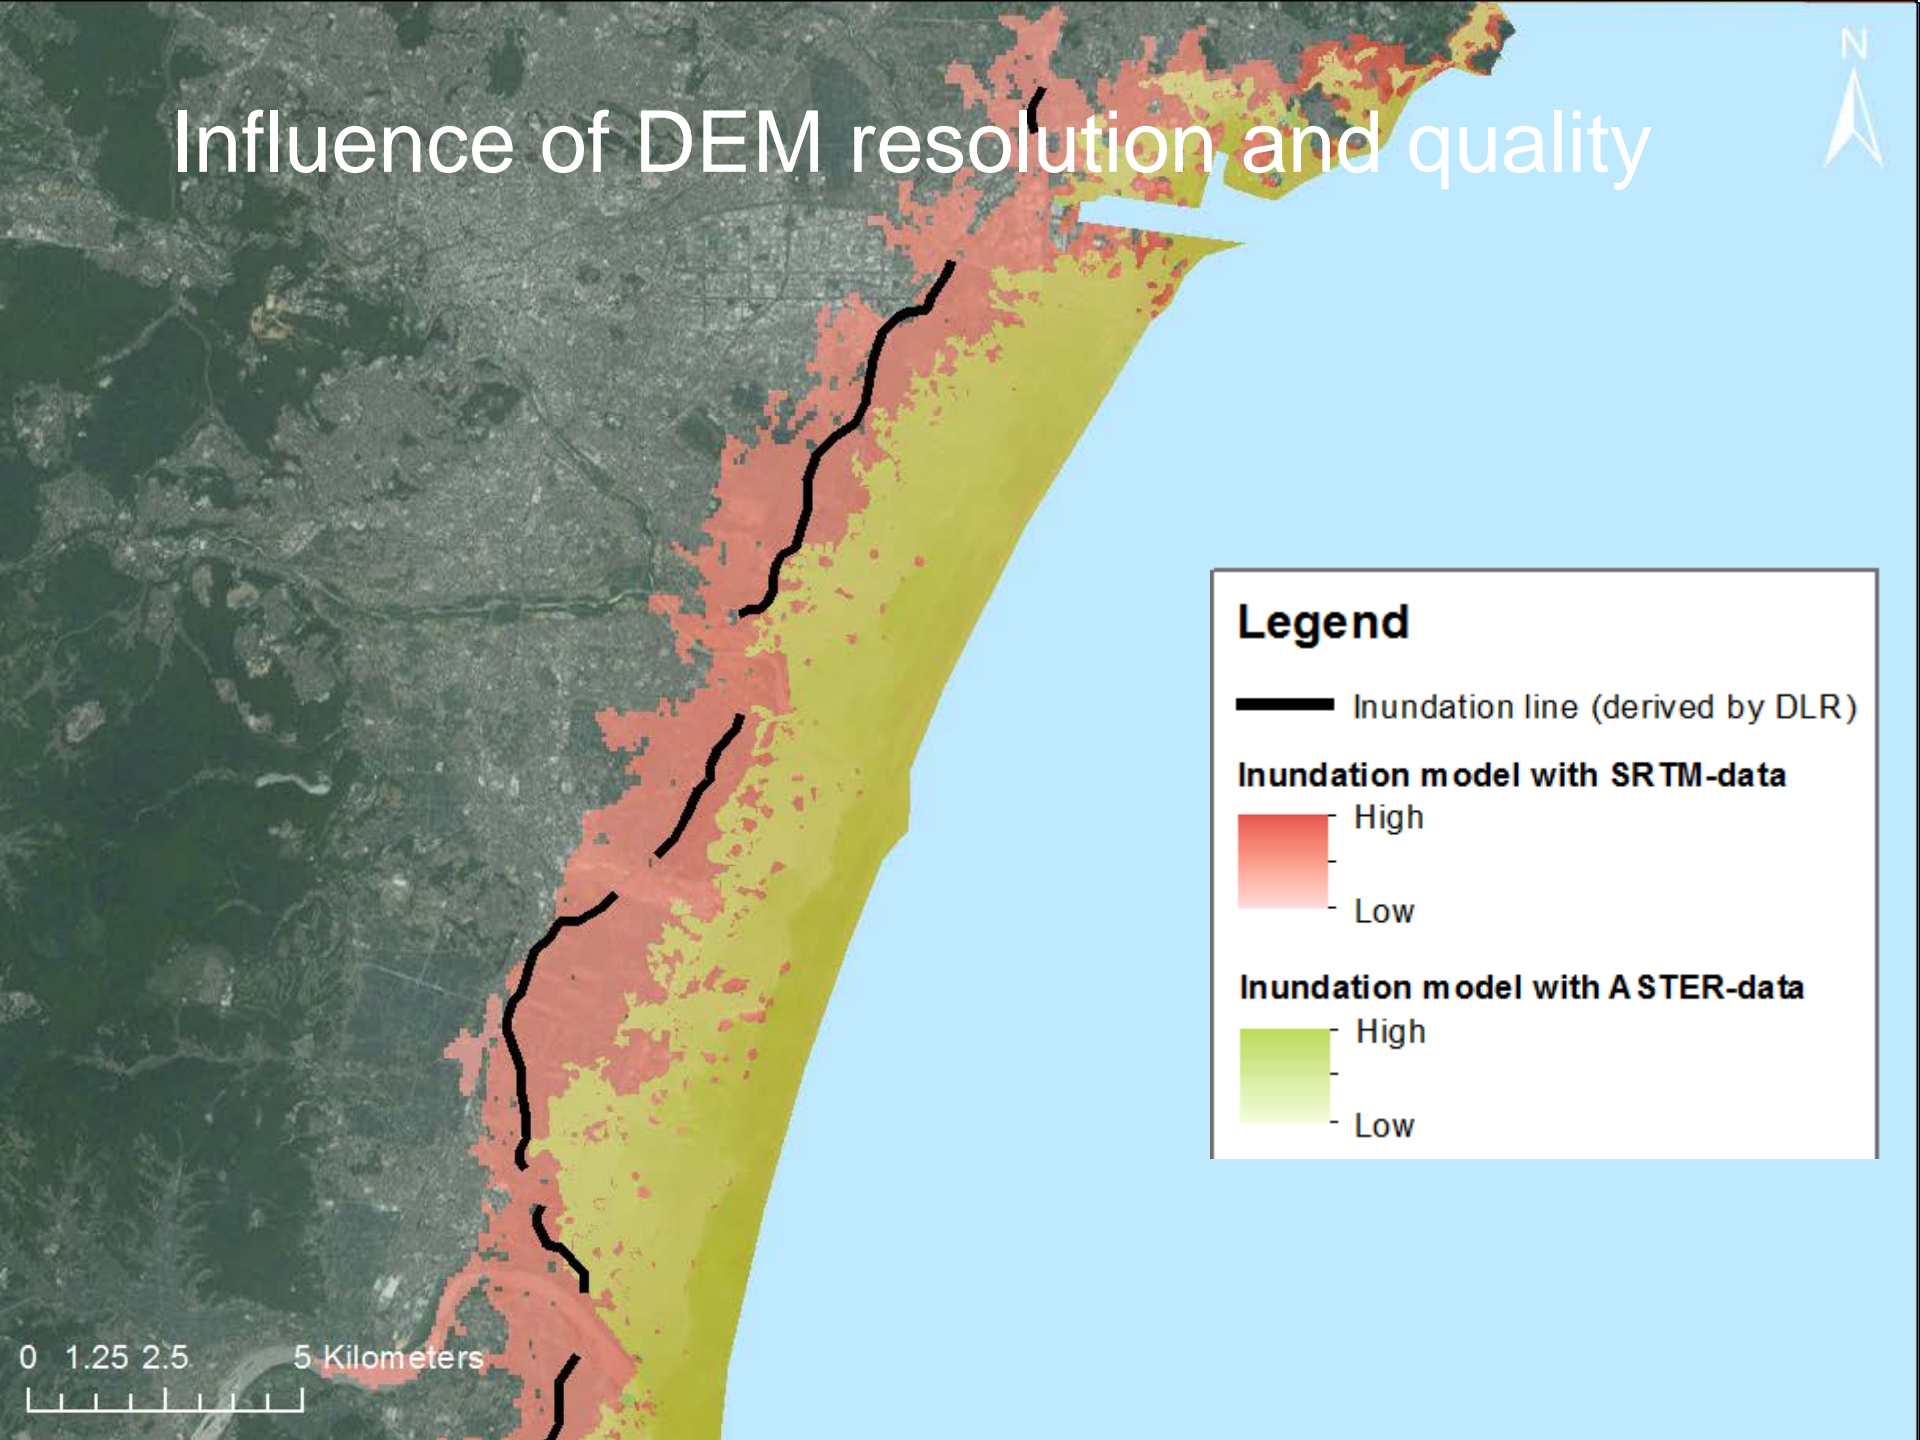 Influence of DEM resolution and quality
N
Legend
Inundation line (derived by DLR)
Inundation model with SRTM-data
High
Low
Inundation model with ASTER-data
High
Low
0 1.25 2.5 5 Kilometers